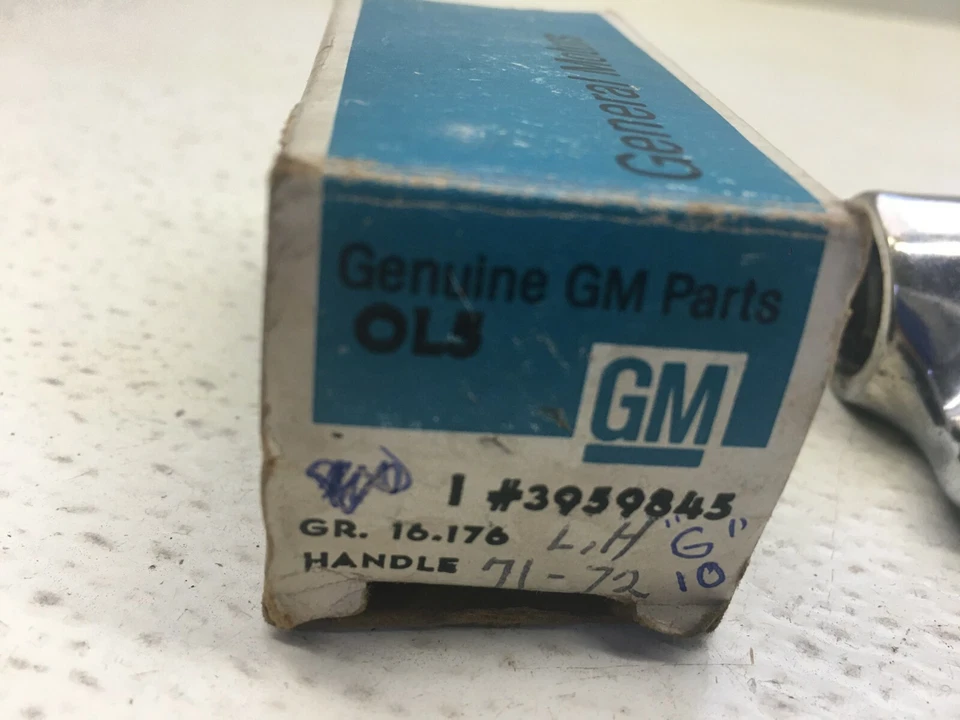 General Motors
Genuine GM Parts
OL5
GM
1 #3959845
GR. 16.176 L,H "G"
HANDLE 71-72 10